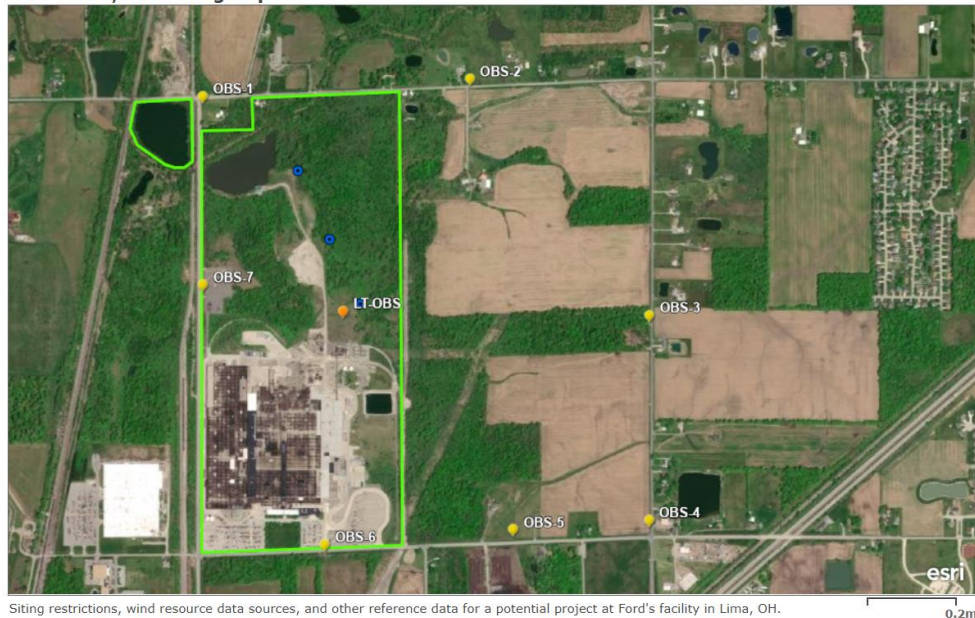 OBS-1
OBS-2
OBS-7
LT-OBS
OBS-3
OBS-4
OBS-5
OBS-6
esri
Siting restrictions, wind resource data sources, and other reference data for a potential project at Ford's facility in Lima, OH.
0.2m